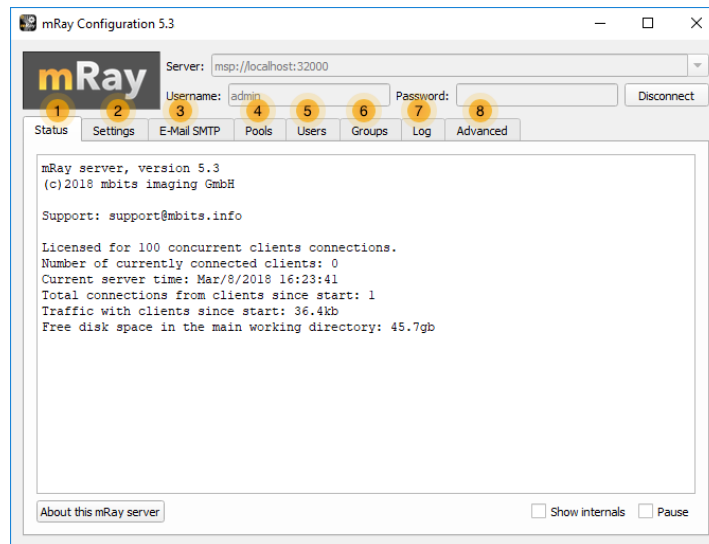 mRay Configuration 5.3
mRay
Server: msp://localhost:32000
Username: admin Password: Disconnect
1 2 3 4 5 6 7 8
Status Settings E-Mail SMTP Pools Users Groups Log Advanced
mRay server, version 5.3
(c)2018 mbits imaging GmbH
Support: support@mbits.info
Licensed for 100 concurrent clients connections.
Number of currently connected clients: 0
Current server time: Mar/8/2018 16:23:41
Total connections from clients since start: 1
Traffic with clients since start: 36.4kb
Free disk space in the main working directory: 45.7gb
About this mRay server Show internals Pause